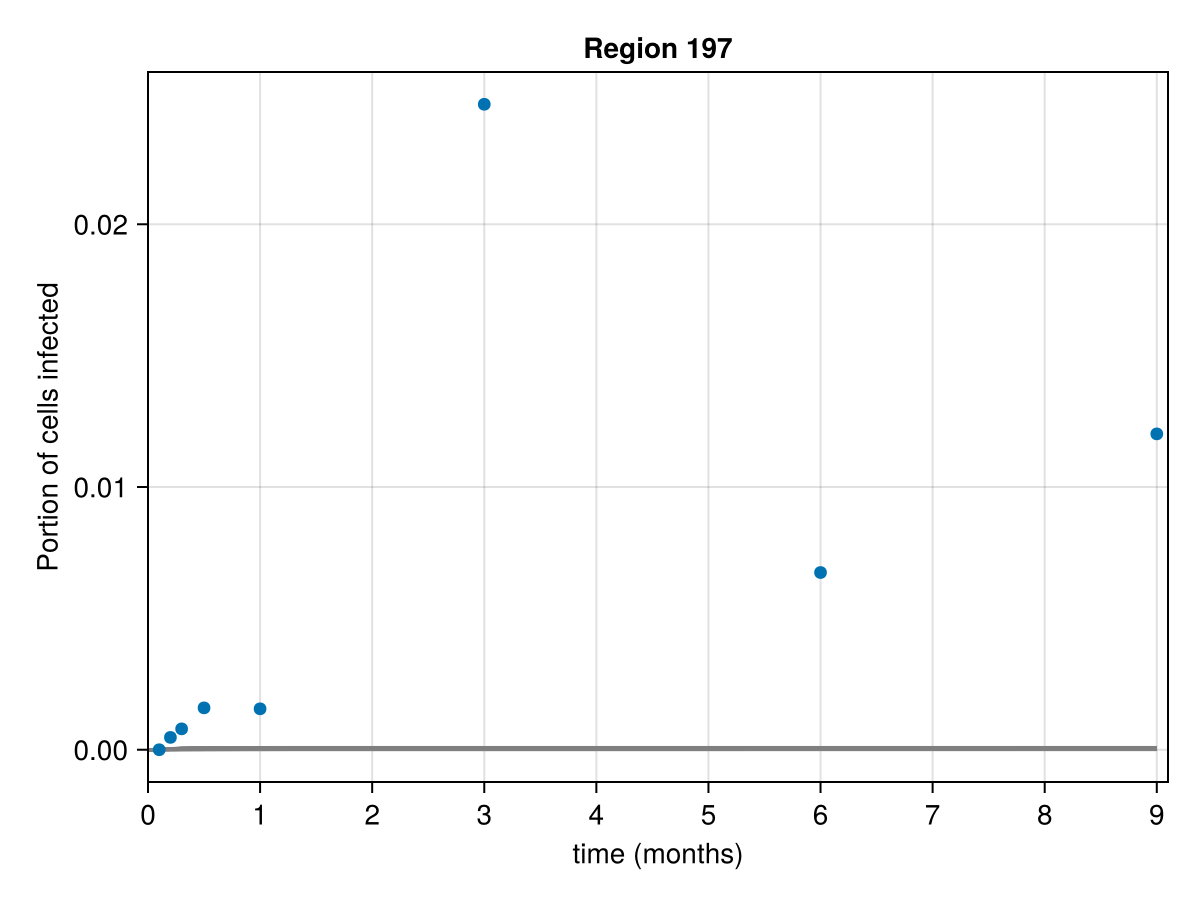 Region 197
0.02
0.01
0.00
Portion of cells infected
0 1 2 3 4 5 6 7 8 9
time (months)